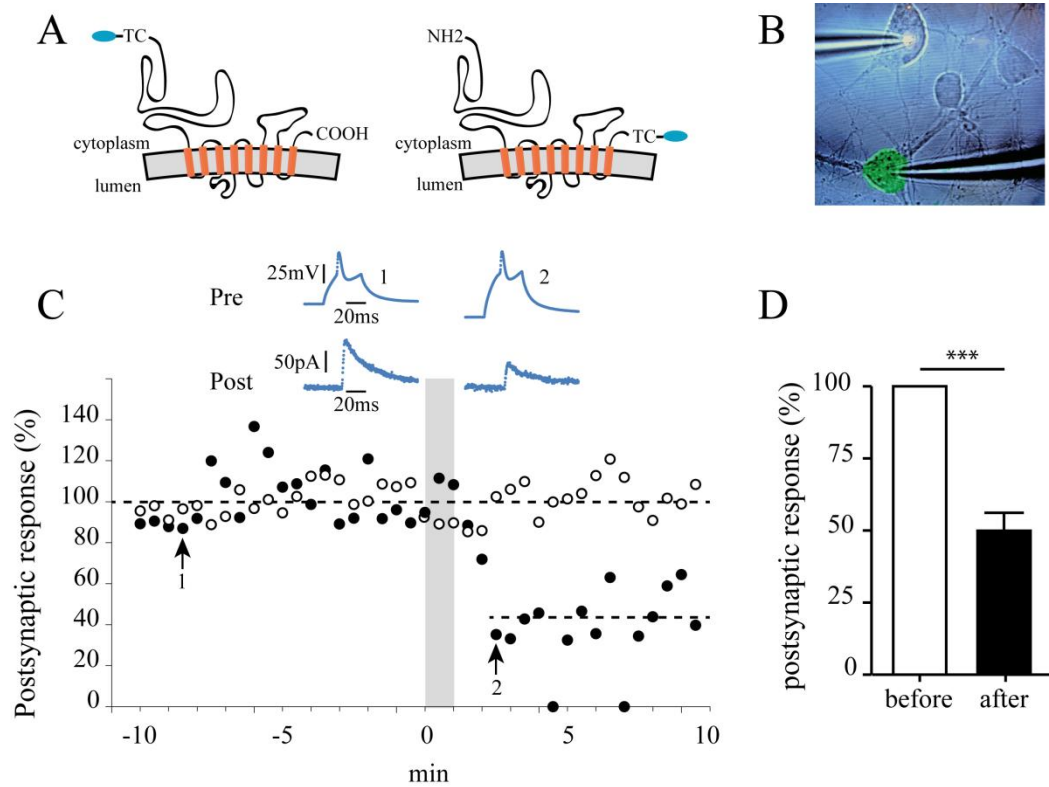 A
TC
COOH
cytoplasm
lumen
NH2
TC
cytoplasm
lumen
B
C
Pre
25mV
1
20ms
2
Post
50pA
20ms
Postsynaptic response (%)
140
120
100
80
60
40
20
0
1
2
-10
-5
0
5
10
min
D
***
postsynaptic response (%)
100
75
50
25
0
before
after